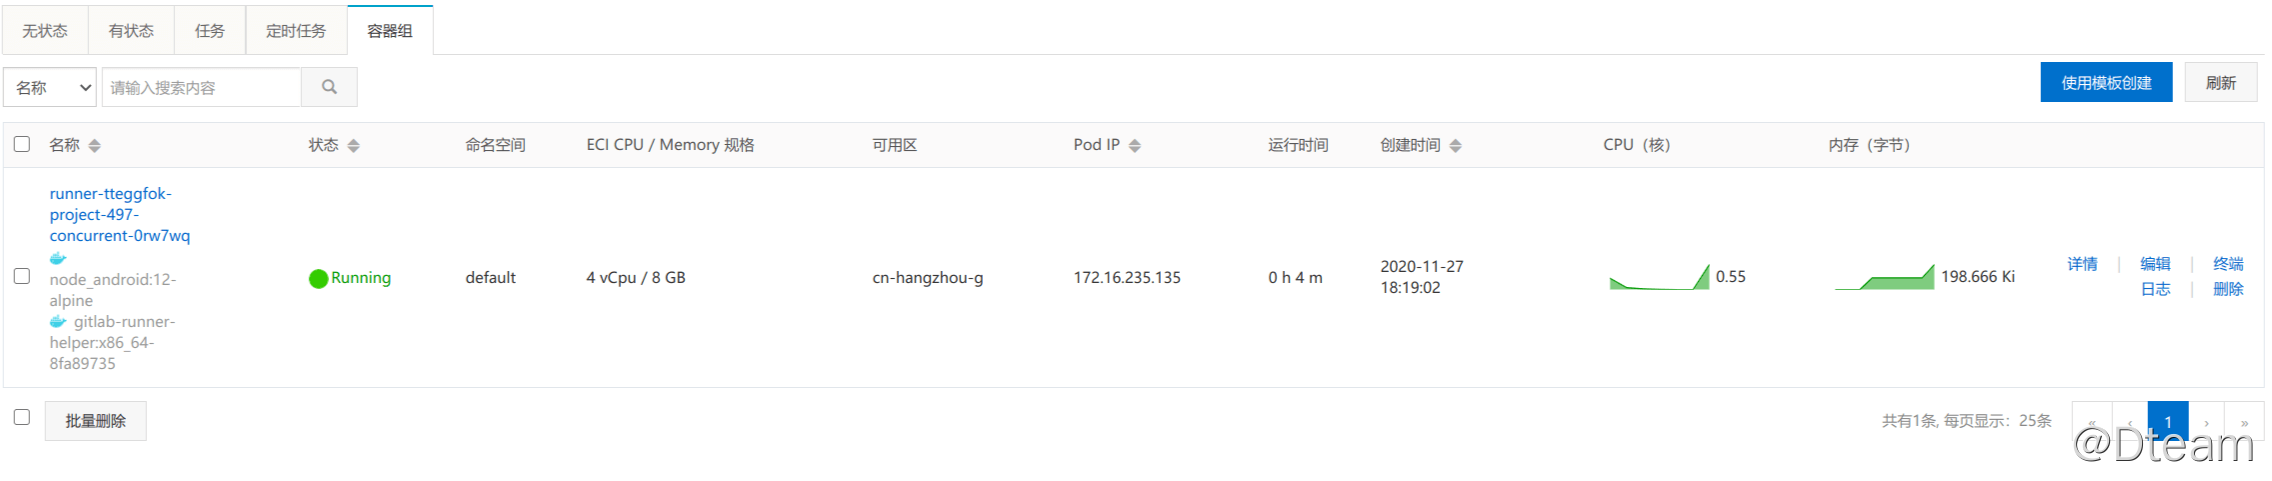 无状态 有状态 任务 定时任务 容器组
名称 请输入搜索内容 使用模板创建 刷新
名称 状态 命名空间 ECI CPU / Memory 规格 可用区 Pod IP 运行时间 创建时间 CPU（核） 内存（字节）
runner-tteggfok-
project-497-
concurrent-0rw7wq
node_android:12-
alpine
gitlab-runner-
helper:x86_64-
8fa89735
Running
default
4 vCpu / 8 GB
cn-hangzhou-g
172.16.235.135
0 h 4 m
2020-11-27
18:19:02
0.55
198.666 Ki
详情 | 编辑 | 终端
日志 | 删除
批量删除 共有1条, 每页显示：25条 « ‹ 1 › »
@Dteam